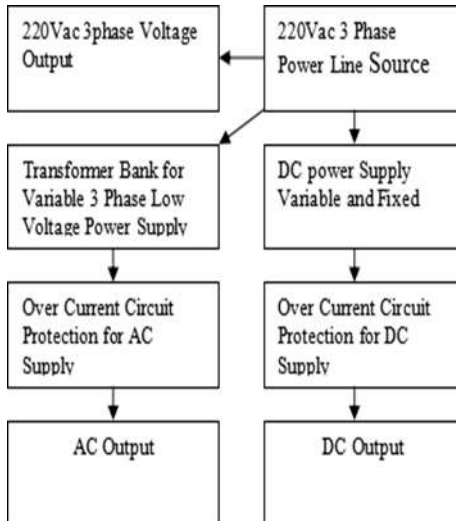 220Vac 3phase Voltage
Output
220Vac 3 Phase
Power Line Source
Transformer Bank for
Variable 3 Phase Low
Voltage Power Supply
DC power Supply
Variable and Fixed
Over Current Circuit
Protection for AC
Supply
Over Current Circuit
Protection for DC
Supply
AC Output
DC Output